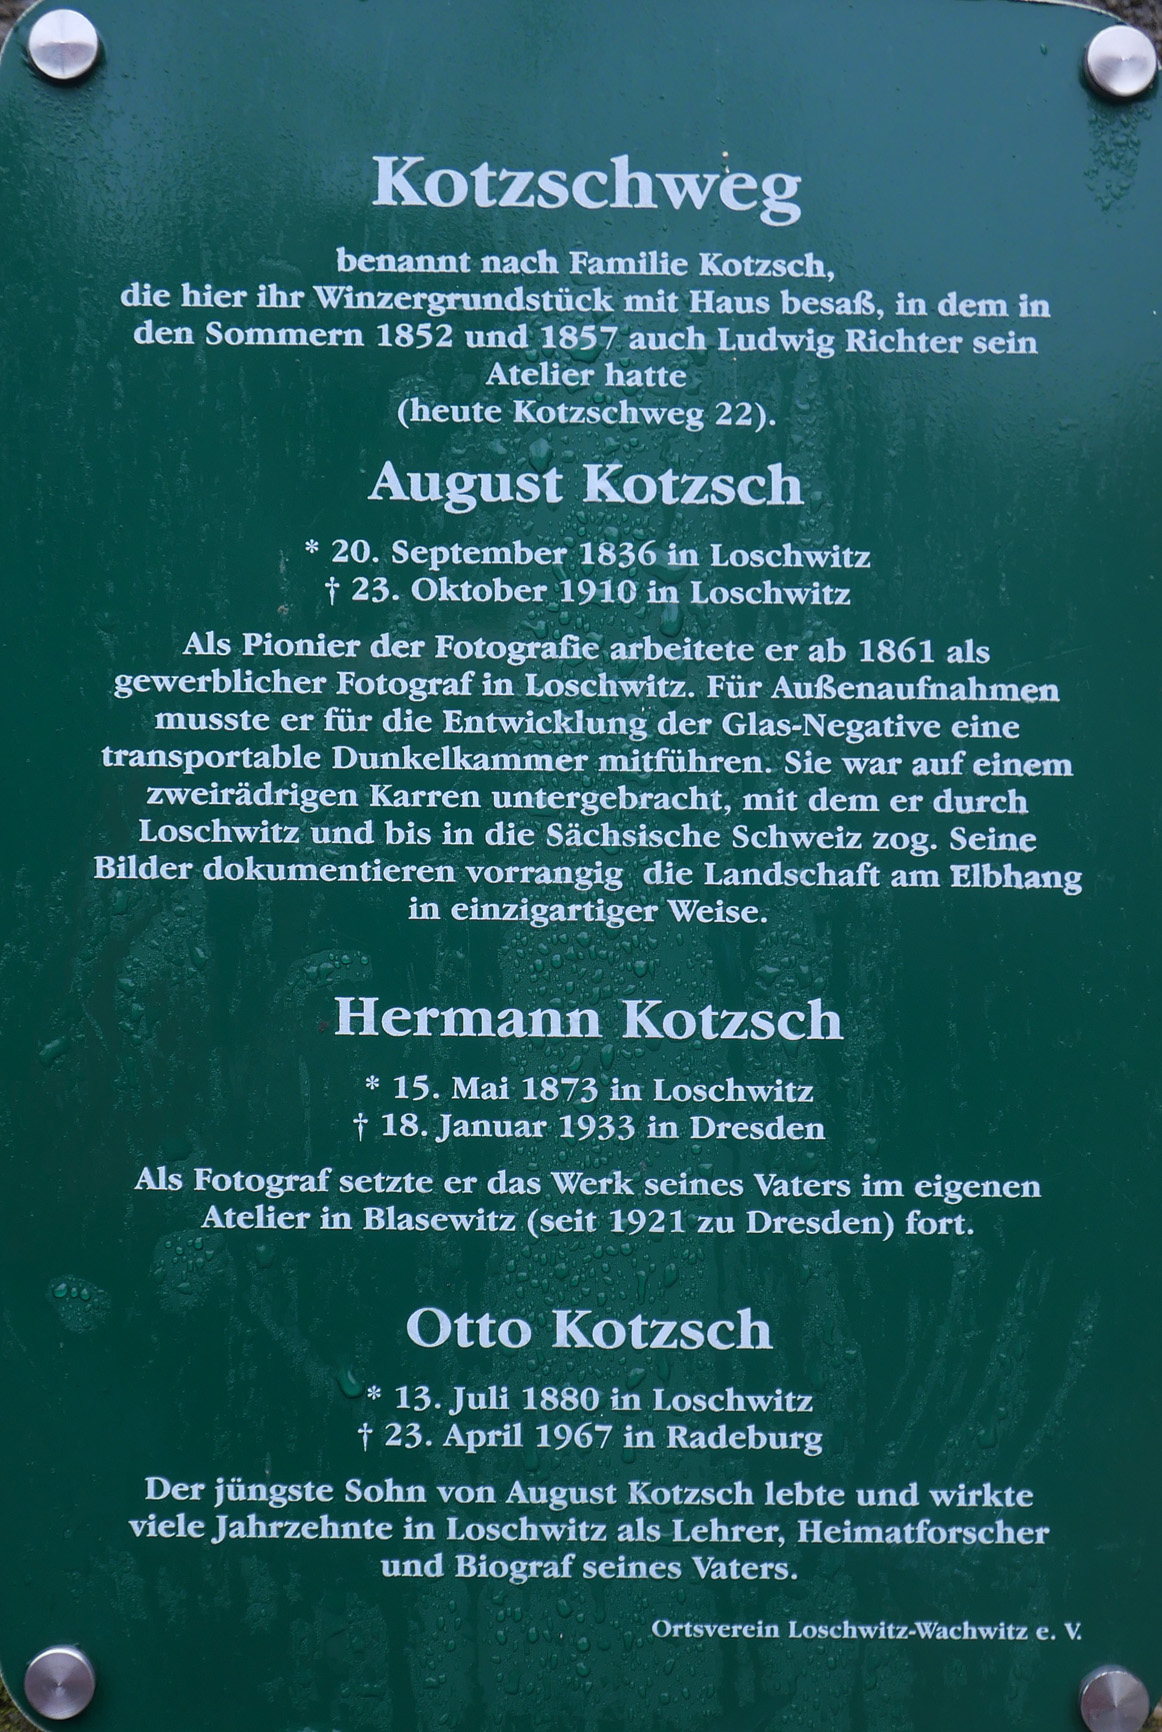 Kotzschweg
benannt nach Familie Kotzsch,
die hier ihr Winzergrundstück mit Haus besaß, in dem in
den Sommern 1852 und 1857 auch Ludwig Richter sein
Atelier hatte
(heute Kotzschweg 22).
August Kotzsch
* 20. September 1836 in Loschwitz
† 23. Oktober 1910 in Loschwitz
Als Pionier der Fotografie arbeitete er ab 1861 als
gewerblicher Fotograf in Loschwitz. Für Außenaufnahmen
musste er für die Entwicklung der Glas-Negative eine
transportable Dunkelkammer mitführen. Sie war auf einem
zweirädrigen Karren untergebracht, mit dem er durch
Loschwitz und bis in die Sächsische Schweiz zog. Seine
Bilder dokumentieren vorrangig die Landschaft am Elbhang
in einzigartiger Weise.
Hermann Kotzsch
* 15. Mai 1873 in Loschwitz
† 18. Januar 1933 in Dresden
Als Fotograf setzte er das Werk seines Vaters im eigenen
Atelier in Blasewitz (seit 1921 zu Dresden) fort.
Otto Kotzsch
* 13. Juli 1880 in Loschwitz
† 23. April 1967 in Radeburg
Der jüngste Sohn von August Kotzsch lebte und wirkte
viele Jahrzehnte in Loschwitz als Lehrer, Heimatforscher
und Biograf seines Vaters.
Ortsverein Loschwitz-Wachwitz e. V.